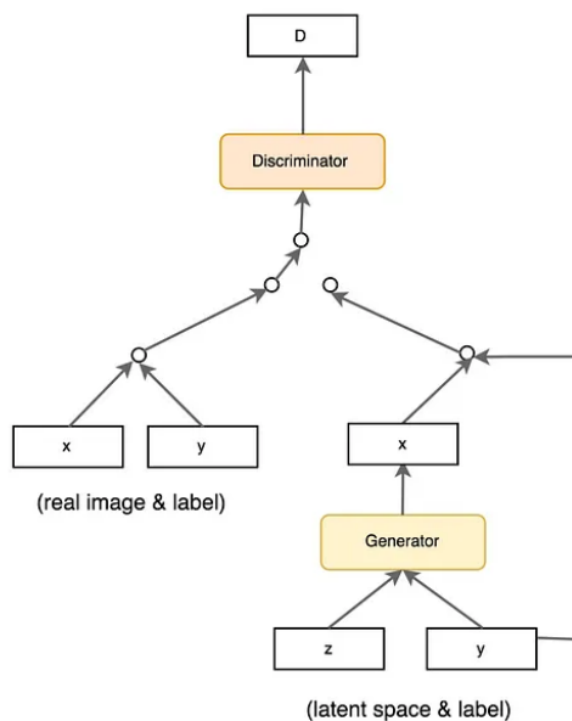 D
Discriminator
x
y
(real image & label)
x
Generator
z
y
(latent space & label)